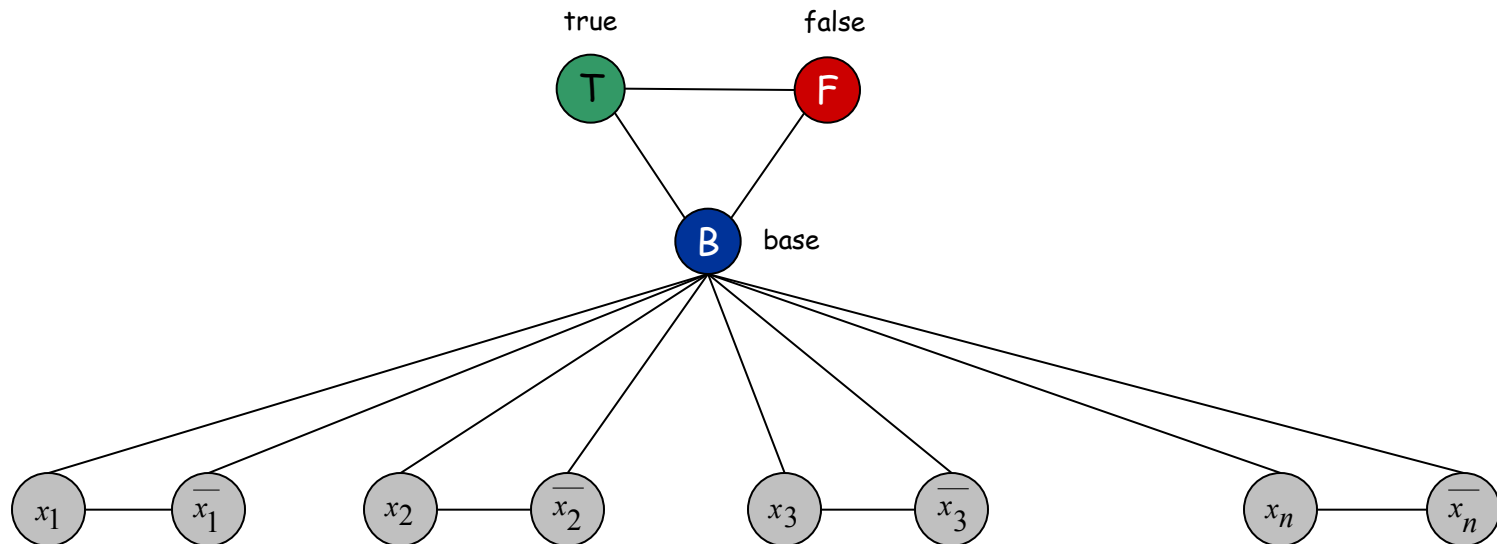 true false
T F
B base
x₁ x̅₁ x₂ x̅₂ x₃ x̅₃ xₙ x̅ₙ